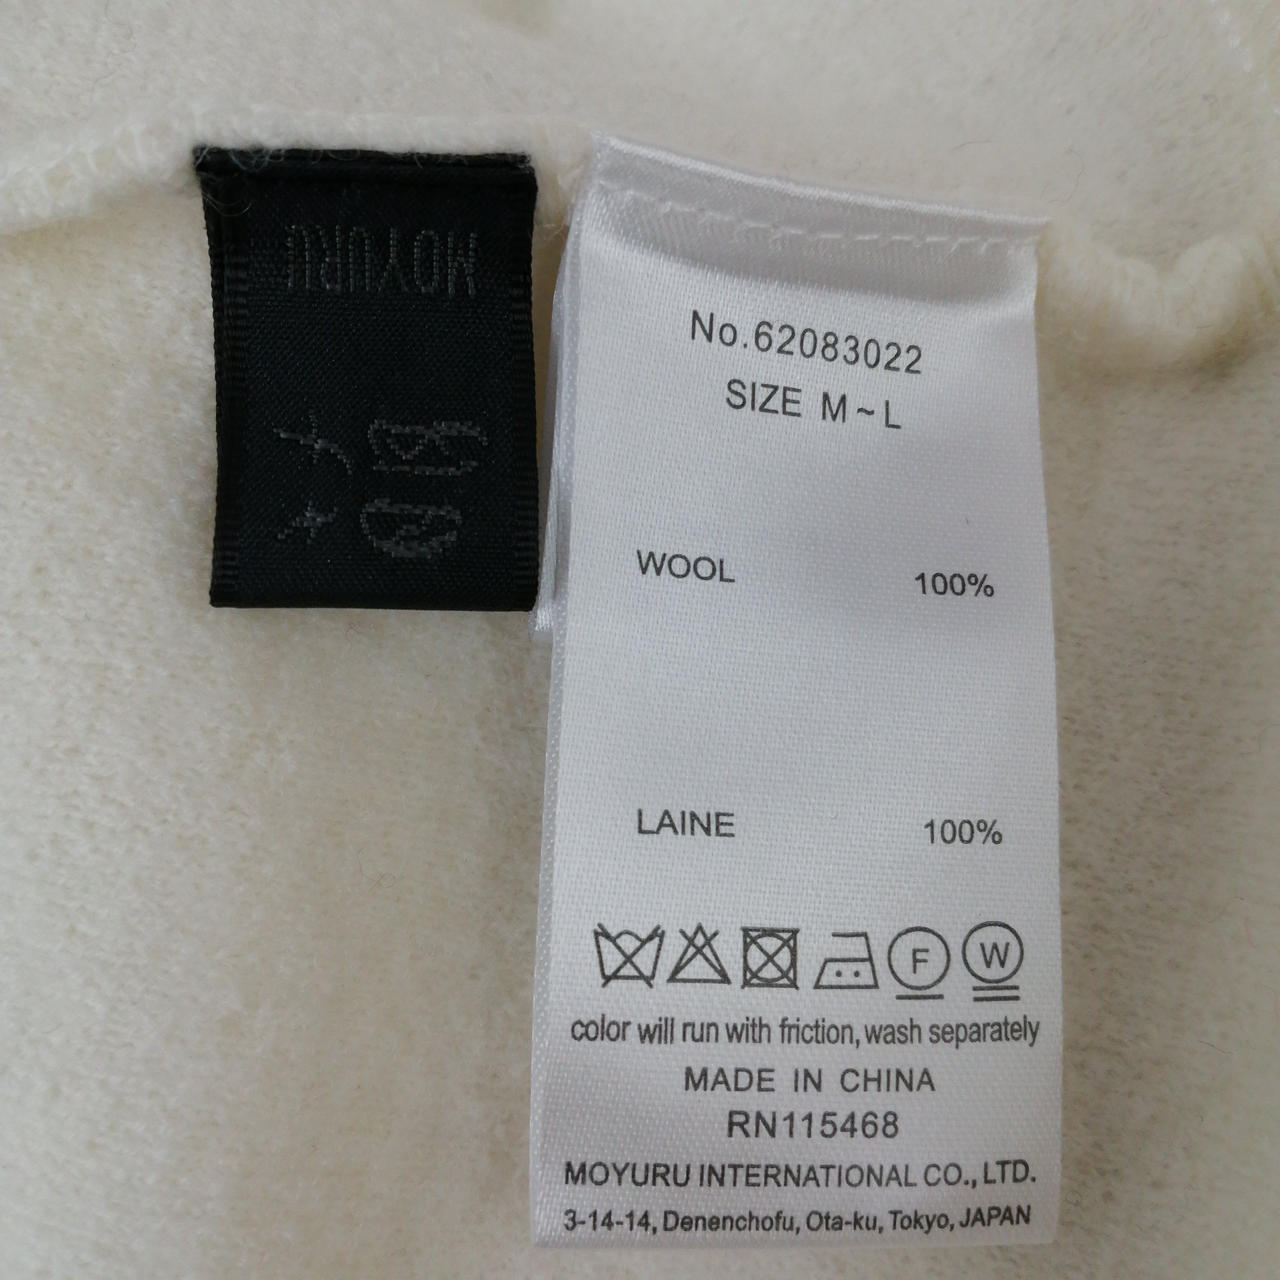 MOYURU
No.62083022
SIZE M~L
WOOL 100%
LAINE 100%
F W
color will run with friction, wash separately
MADE IN CHINA
RN115468
MOYURU INTERNATIONAL CO., LTD.
3-14-14, Denenchofu, Ota-ku, Tokyo, JAPAN